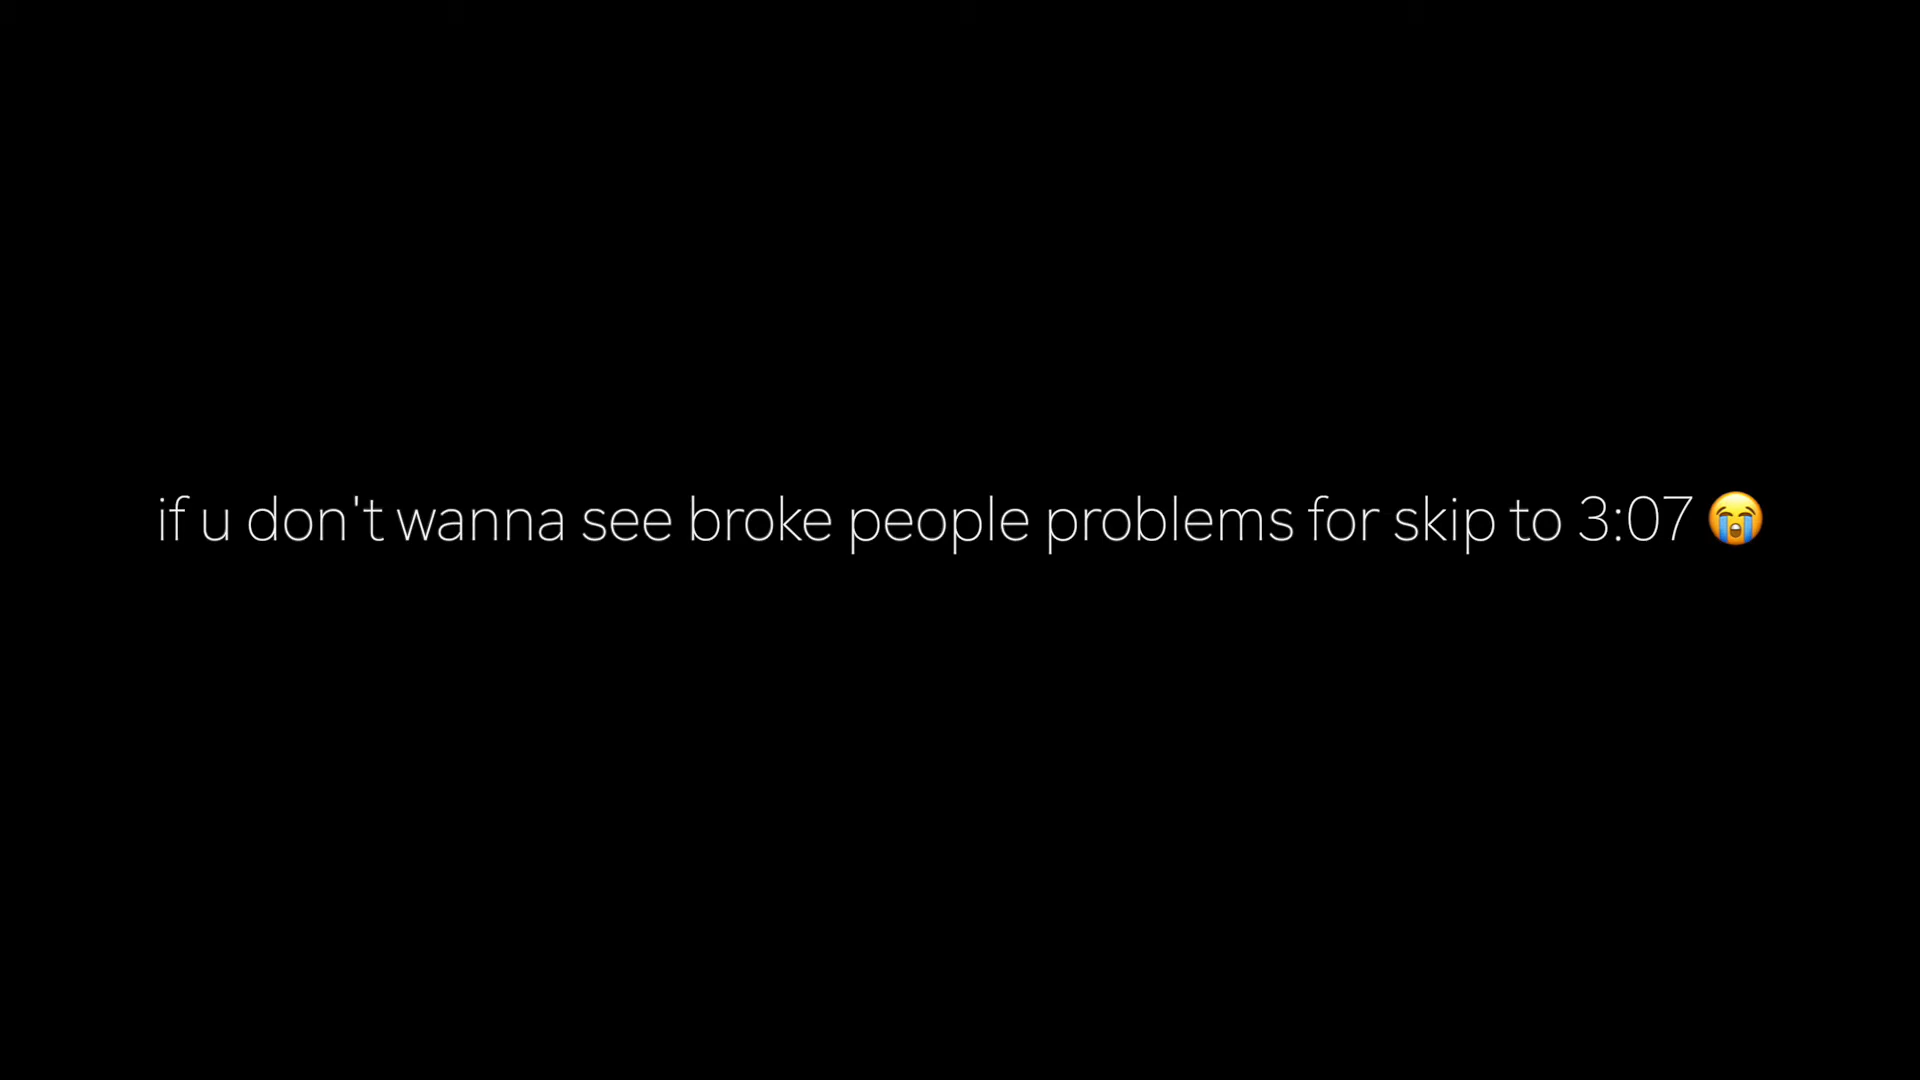 if u don't wanna see broke people problems for skip to 3:07 😭